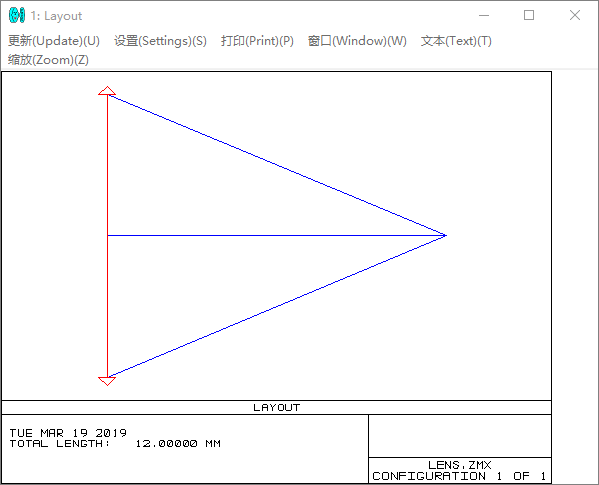 1: Layout
更新(Update)(U) 设置(Settings)(S) 打印(Print)(P) 窗口(Window)(W) 文本(Text)(T)
缩放(Zoom)(Z)
LAYOUT
TUE MAR 19 2019
TOTAL LENGTH: 12.00000 MM
LENS.ZMX
CONFIGURATION 1 OF 1